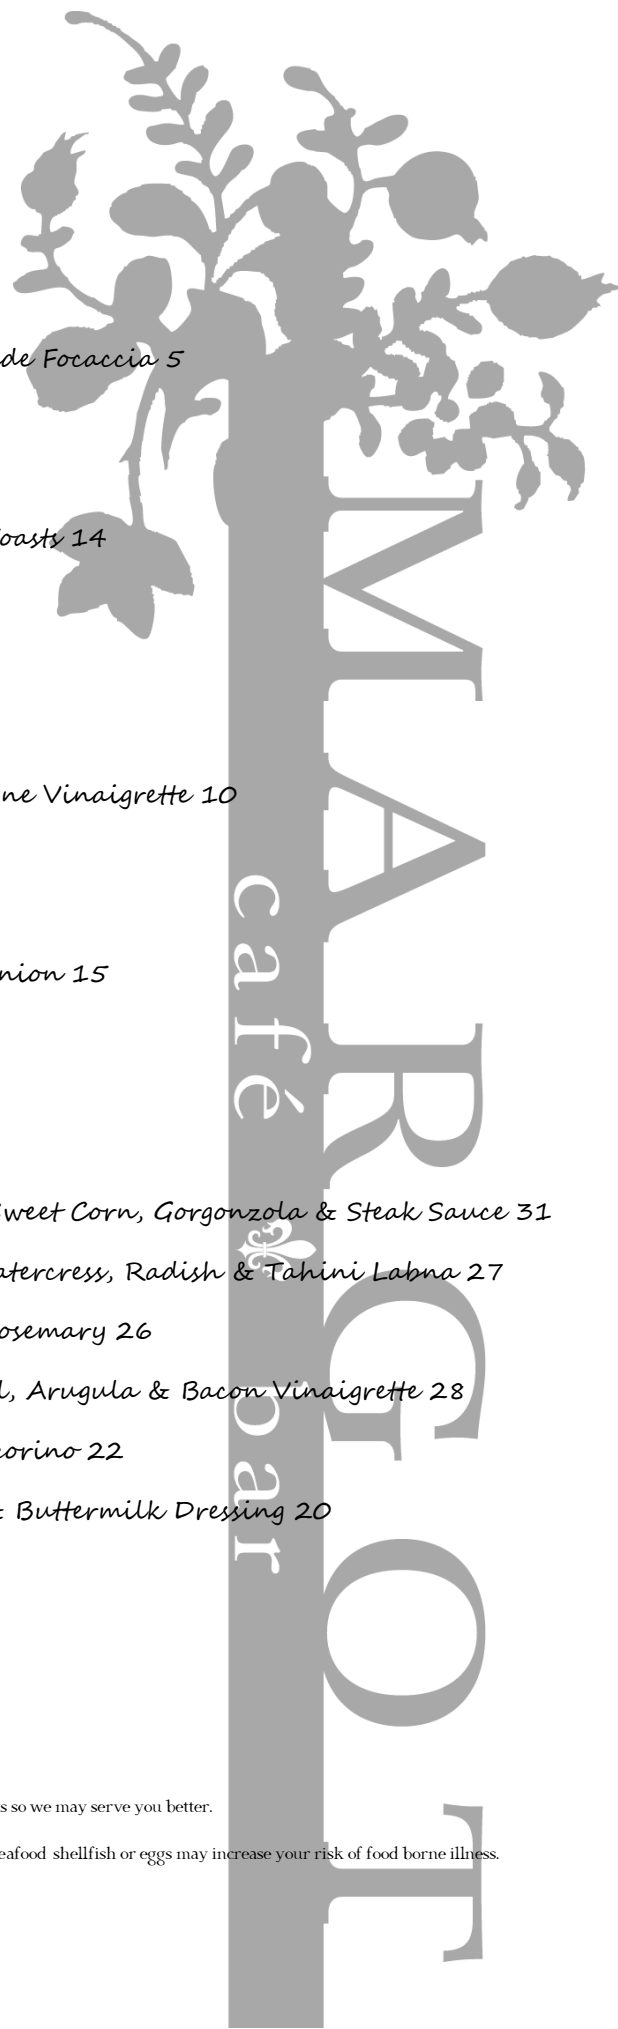 de Focaccia 5
oasts 14
ne Vinaigrette 10
nion 15
weet Corn, Gorgonzola & Steak Sauce 31
atercress, Radish & Tahini Labna 27
osemary 26
l, Arugula & Bacon Vinaigrette 28
corino 22
& Buttermilk Dressing 20
s so we may serve you better.
eafood shellfish or eggs may increase your risk of food borne illness.
MARGOT
café bar